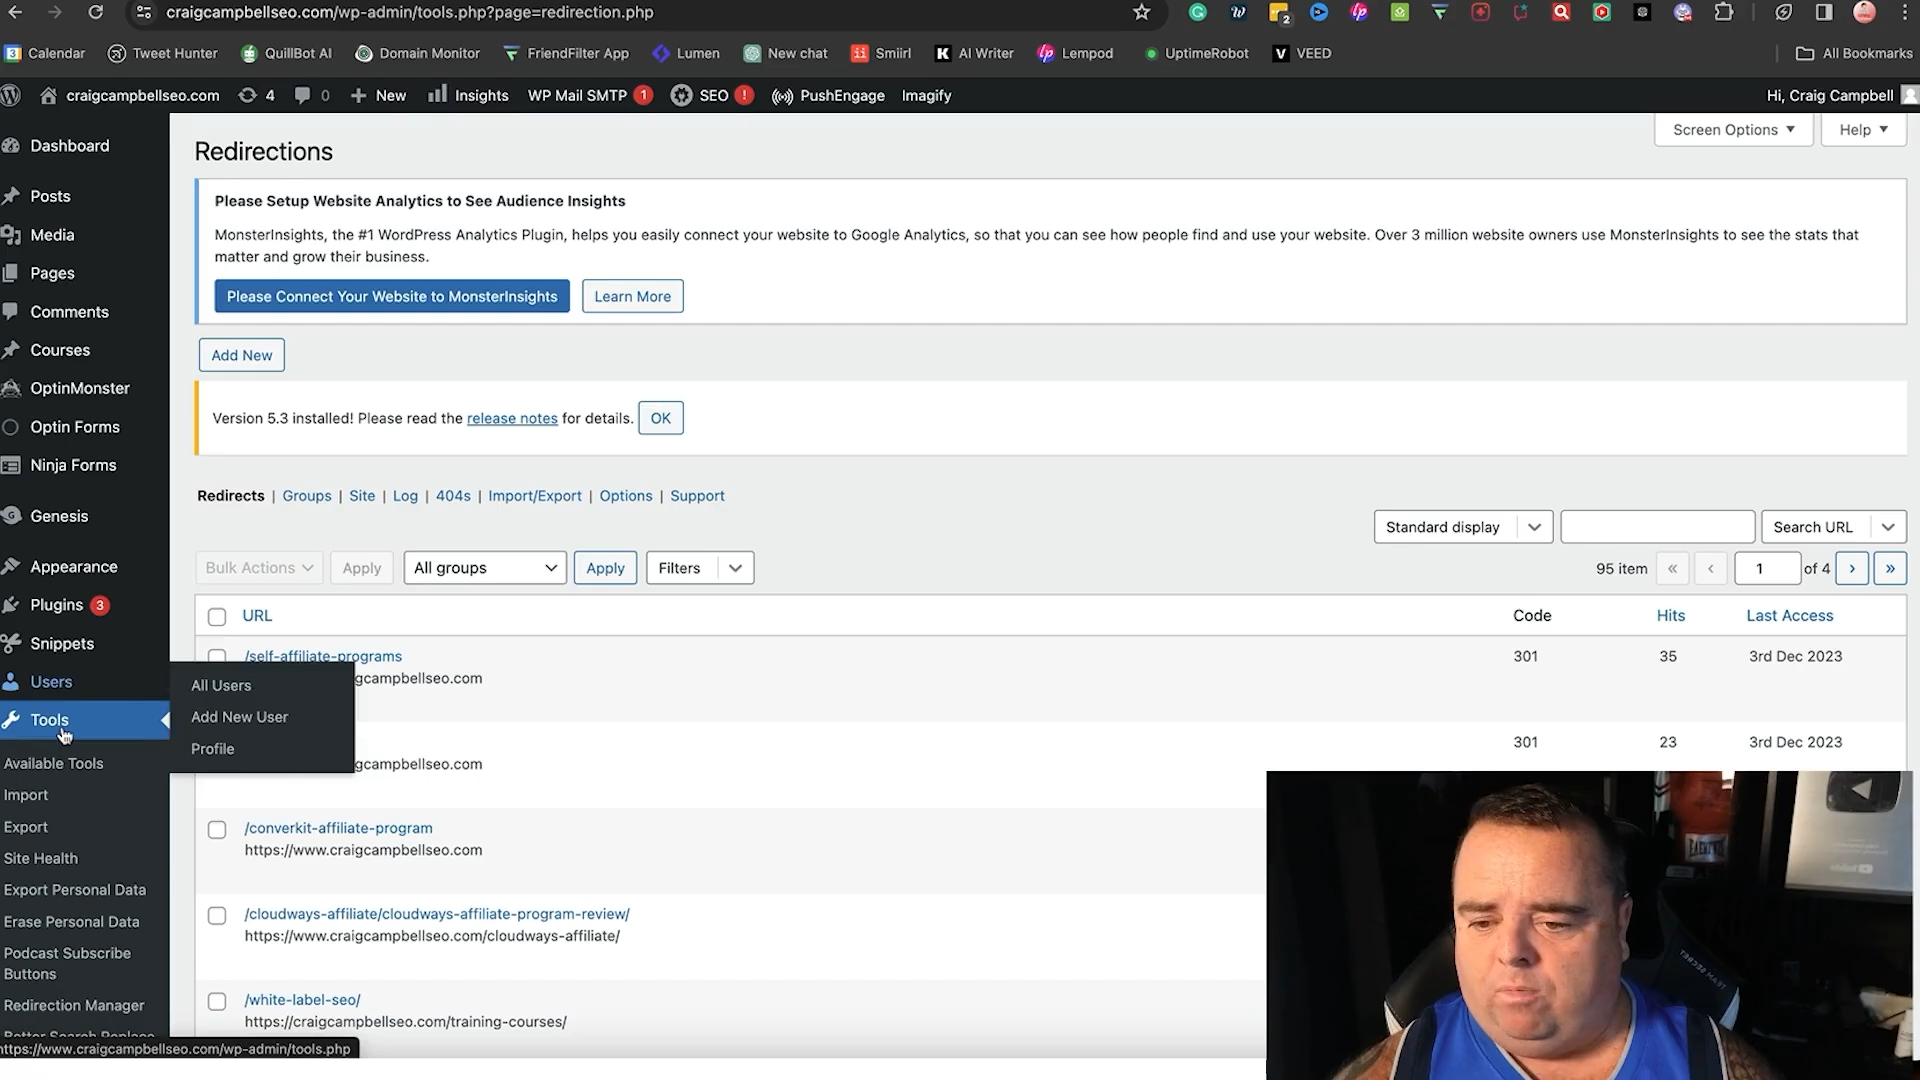 craigcampbellseo.com/wp-admin/tools.php?page=redirection.php
2
Calendar
Tweet Hunter
QuillBot AI
Domain Monitor
FriendFilter App
Lumen
New chat
Smiirl
AI Writer
Lempod
UptimeRobot
VEED
All Bookmarks
craigcampbellseo.com
4
0
New
Insights
WP Mail SMTP 1
SEO !
PushEngage
Imagify
Hi, Craig Campbell
Dashboard
Posts
Media
Pages
Comments
Courses
OptinMonster
Optin Forms
Ninja Forms
Genesis
Appearance
Plugins 3
Snippets
Users
Tools
Available Tools
Import
Export
Site Health
Export Personal Data
Erase Personal Data
Podcast Subscribe
Buttons
Redirection Manager
Better Search Replace
https://www.craigcampbellseo.com/wp-admin/tools.php
All Users
Add New User
Profile
Screen Options
Help
Redirections
Please Setup Website Analytics to See Audience Insights
MonsterInsights, the #1 WordPress Analytics Plugin, helps you easily connect your website to Google Analytics, so that you can see how people find and use your website. Over 3 million website owners use MonsterInsights to see the stats that
matter and grow their business.
Please Connect Your Website to MonsterInsights
Learn More
Add New
Version 5.3 installed! Please read the release notes for details. OK
Redirects | Groups | Site | Log | 404s | Import/Export | Options | Support
Standard display
Search URL
Bulk Actions
Apply
All groups
Apply
Filters
95 item « ‹ 1 of 4 › »
URL
Code
Hits
Last Access
/self-affiliate-programs
gcampbellseo.com
301
35
3rd Dec 2023
gcampbellseo.com
301
23
3rd Dec 2023
/converkit-affiliate-program
https://www.craigcampbellseo.com
/cloudways-affiliate/cloudways-affiliate-program-review/
https://www.craigcampbellseo.com/cloudways-affiliate/
/white-label-seo/
https://craigcampbellseo.com/training-courses/